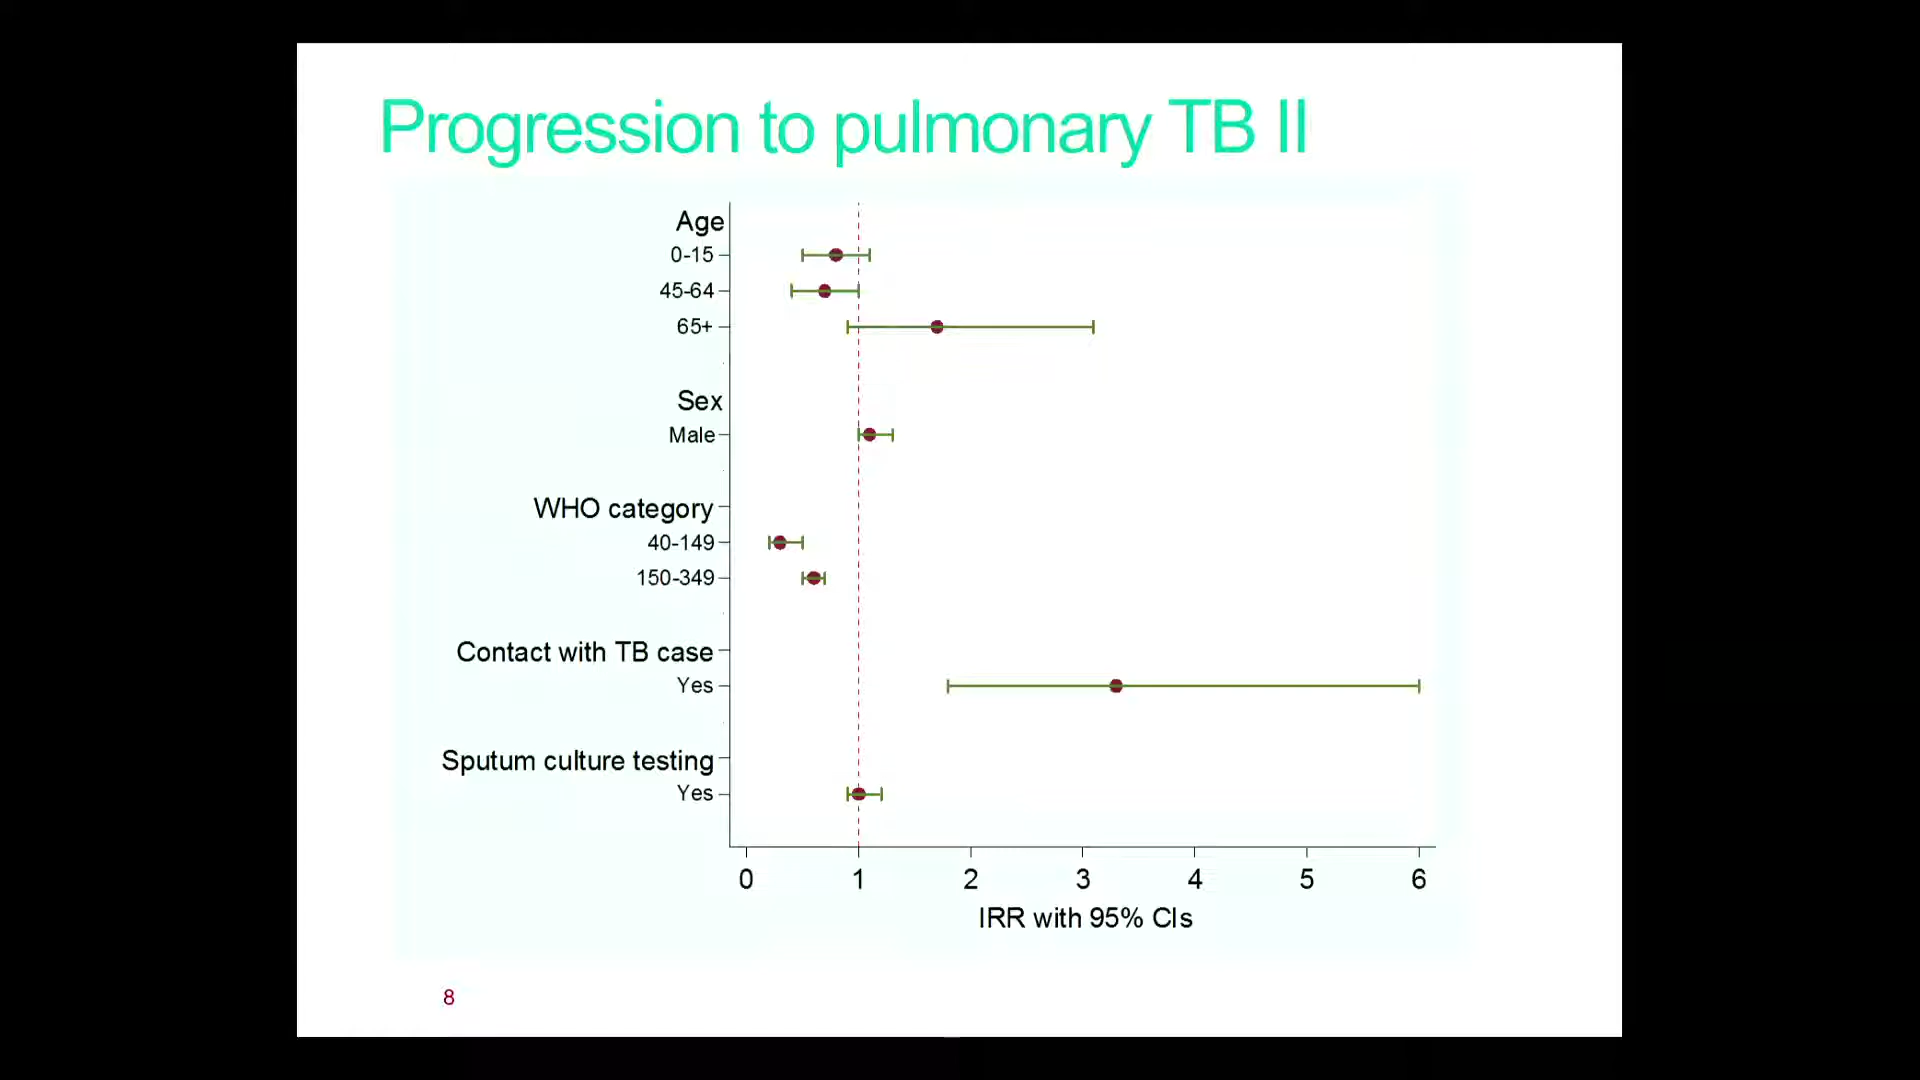 Progression to pulmonary TB II
Age
0-15
45-64
65+
Sex
Male
WHO category
40-149
150-349
Contact with TB case
Yes
Sputum culture testing
Yes
0 1 2 3 4 5 6
IRR with 95% CIs
8